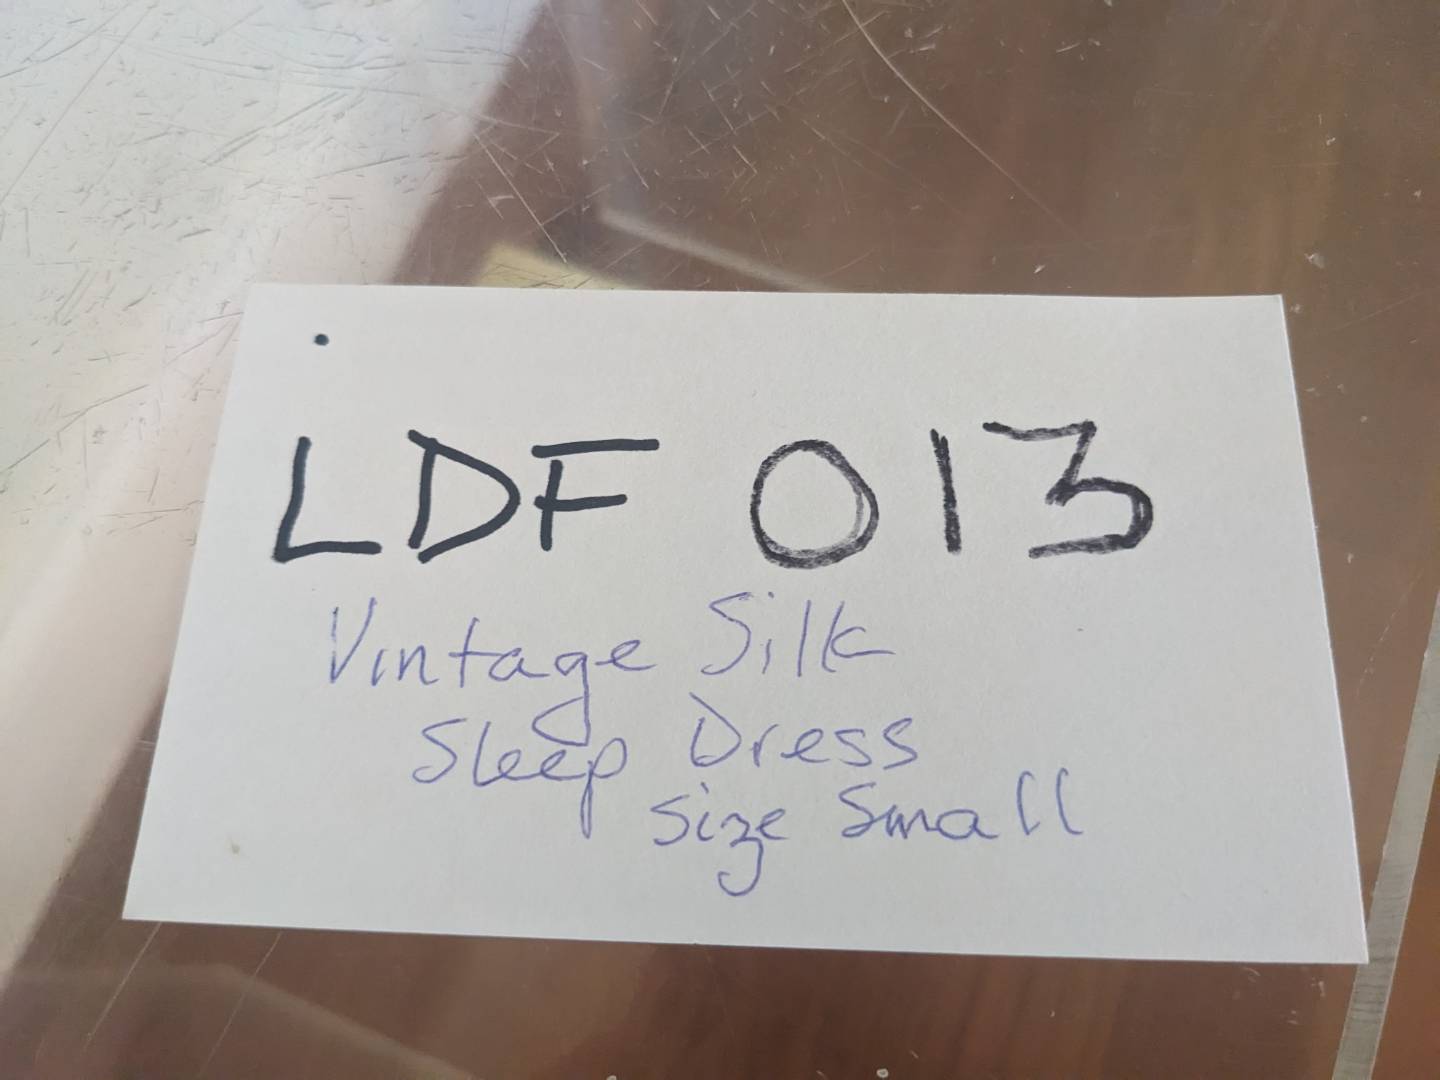 LDF 013
Vintage Silk
Sleep Dress
Size Small